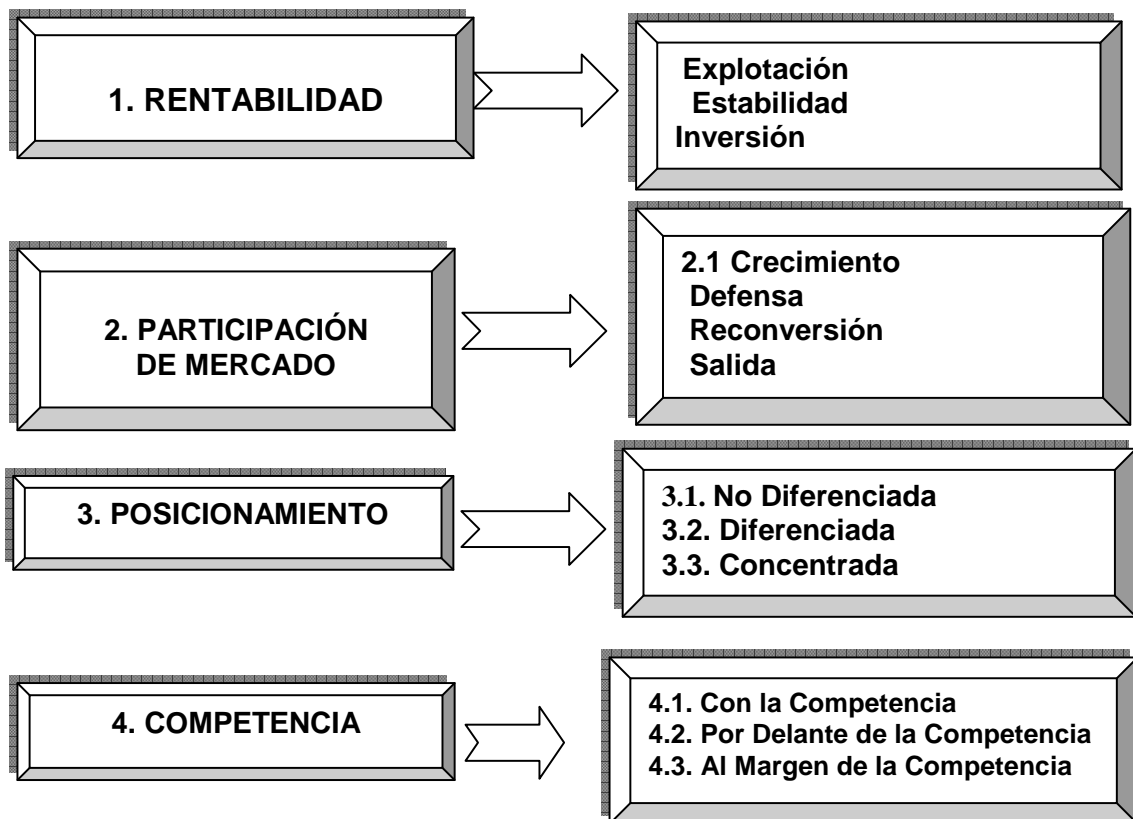 1. RENTABILIDAD
Explotación
Estabilidad
Inversión
2. PARTICIPACIÓN
DE MERCADO
2.1 Crecimiento
Defensa
Reconversión
Salida
3. POSICIONAMIENTO
3.1. No Diferenciada
3.2. Diferenciada
3.3. Concentrada
4. COMPETENCIA
4.1. Con la Competencia
4.2. Por Delante de la Competencia
4.3. Al Margen de la Competencia